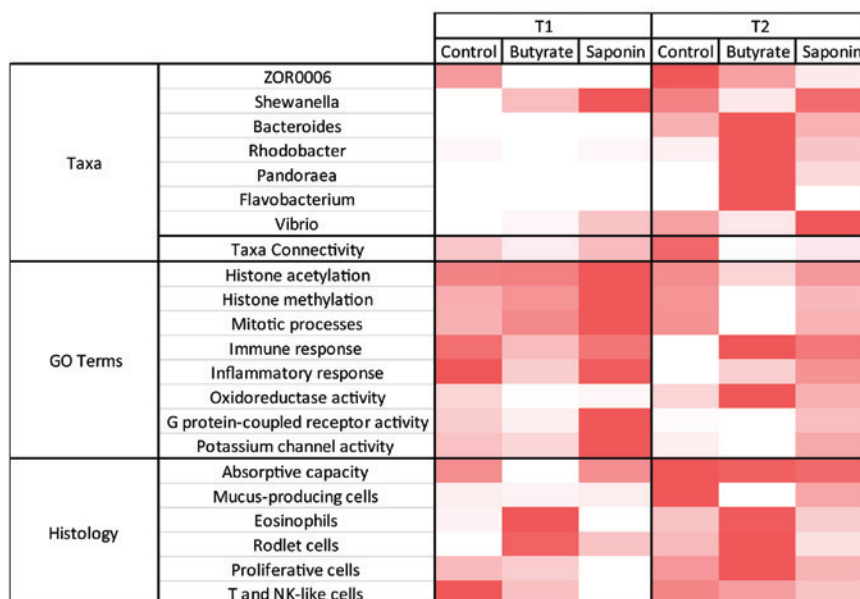 T1 T2
Control Butyrate Saponin Control Butyrate Saponin
Taxa
ZOR0006
Shewanella
Bacteroides
Rhodobacter
Pandoraea
Flavobacterium
Vibrio
Taxa Connectivity
GO Terms
Histone acetylation
Histone methylation
Mitotic processes
Immune response
Inflammatory response
Oxidoreductase activity
G protein-coupled receptor activity
Potassium channel activity
Histology
Absorptive capacity
Mucus-producing cells
Eosinophils
Rodlet cells
Proliferative cells
T and NK-like cells